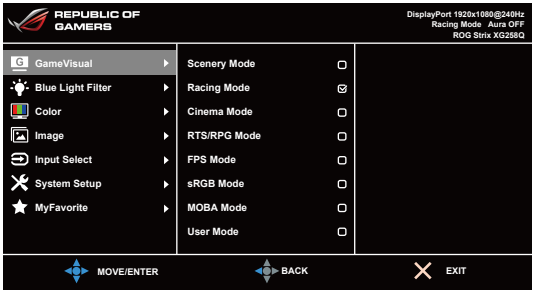 REPUBLIC OF
GAMERS
DisplayPort 1920x1080@240Hz
Racing Mode Aura OFF
ROG Strix XG258Q
G GameVisual
Blue Light Filter
Color
Image
Input Select
System Setup
MyFavorite
Scenery Mode
Racing Mode
Cinema Mode
RTS/RPG Mode
FPS Mode
sRGB Mode
MOBA Mode
User Mode
MOVE/ENTER
BACK
EXIT